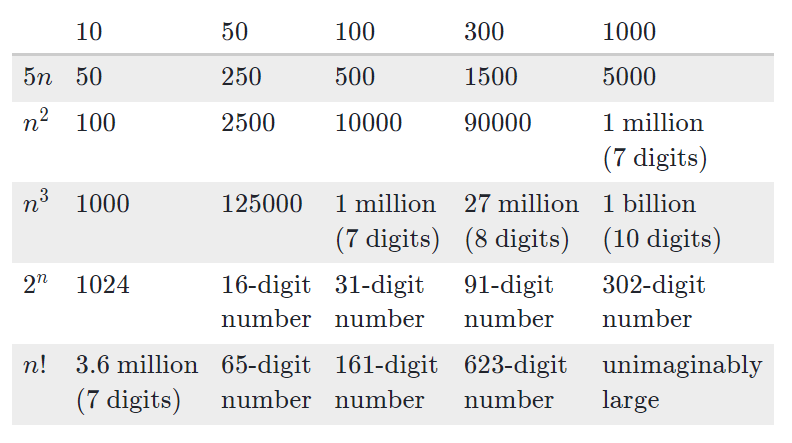 10 50 100 300 1000
5n 50 250 500 1500 5000
n² 100 2500 10000 90000 1 million
(7 digits)
n³ 1000 125000 1 million 27 million 1 billion
(7 digits) (8 digits) (10 digits)
2ⁿ 1024 16-digit 31-digit 91-digit 302-digit
number number number number
n! 3.6 million 65-digit 161-digit 623-digit unimaginably
(7 digits) number number number large